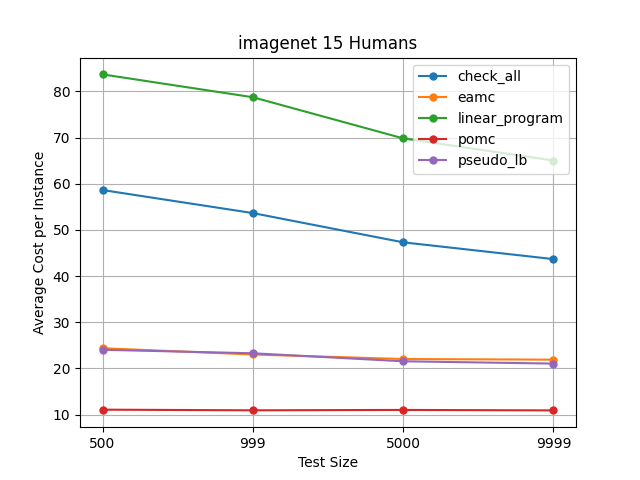 imagenet 15 Humans
check_all
eamc
linear_program
pomc
pseudo_lb
Average Cost per Instance
80
70
60
50
40
30
20
10
500 999 5000 9999
Test Size